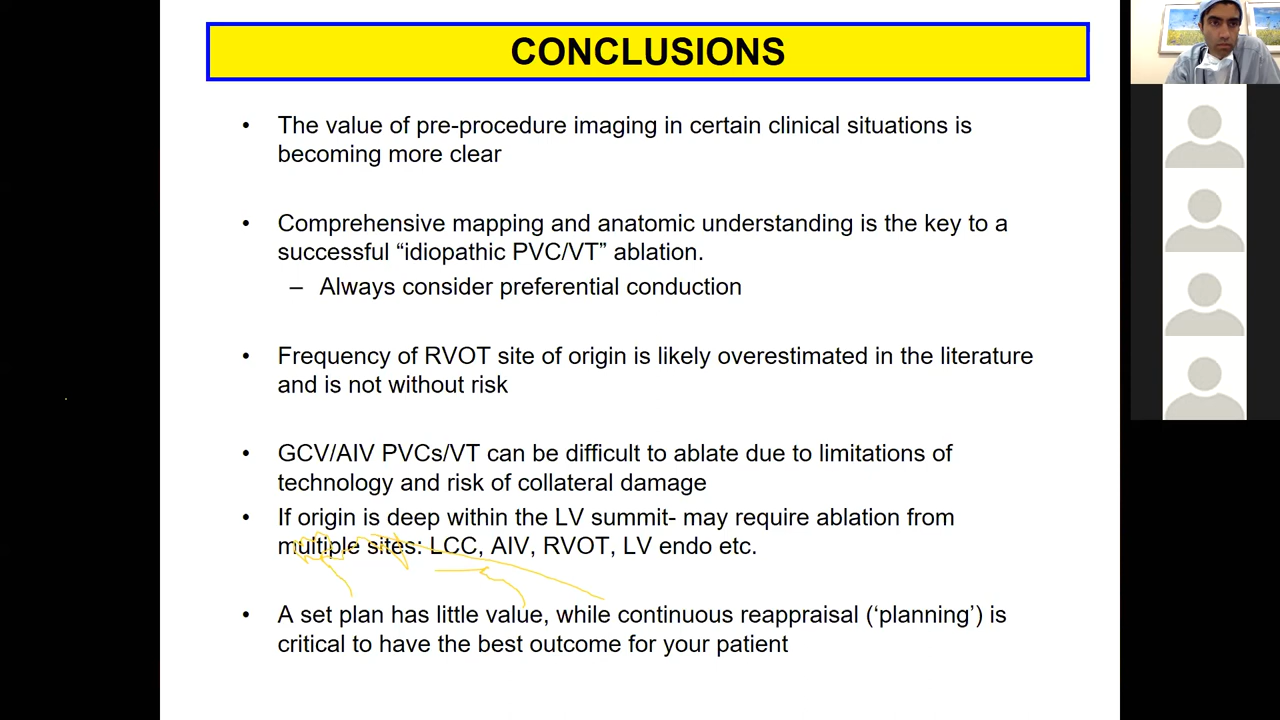 CONCLUSIONS
• The value of pre-procedure imaging in certain clinical situations is
becoming more clear
• Comprehensive mapping and anatomic understanding is the key to a
successful “idiopathic PVC/VT” ablation.
– Always consider preferential conduction
• Frequency of RVOT site of origin is likely overestimated in the literature
and is not without risk
• GCV/AIV PVCs/VT can be difficult to ablate due to limitations of
technology and risk of collateral damage
• If origin is deep within the LV summit- may require ablation from
multiple sites: LCC, AIV, RVOT, LV endo etc.
• A set plan has little value, while continuous reappraisal (‘planning’) is
critical to have the best outcome for your patient